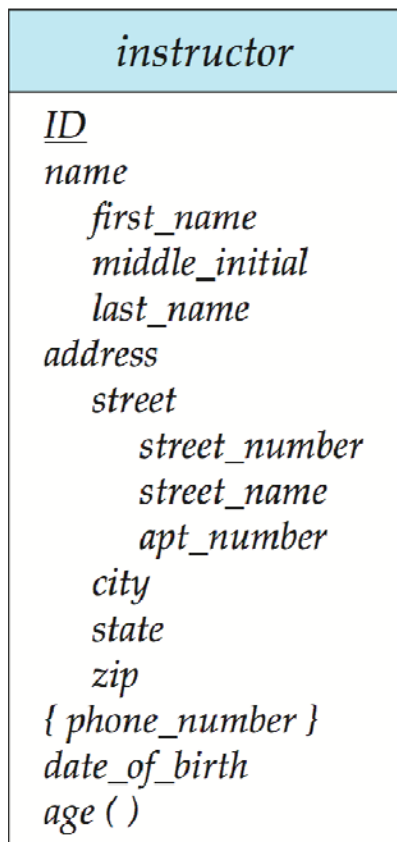 instructor
ID
name
first_name
middle_initial
last_name
address
street
street_number
street_name
apt_number
city
state
zip
{ phone_number }
date_of_birth
age ( )